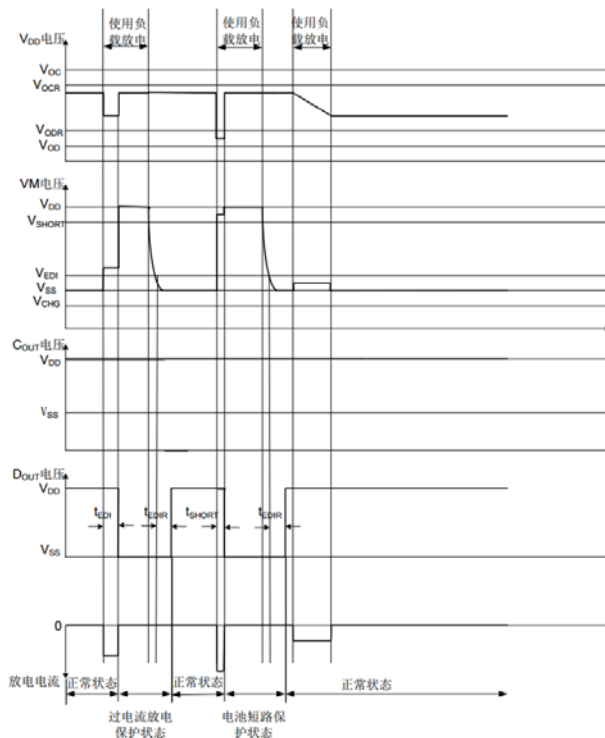 使用负
载放电
使用负
载放电
使用负
载放电
VDD电压
VOC
VOCR
VODR
VOD
VM电压
VDD
VSHORT
VEDI
VSS
VCHG
COUT电压
VDD
VSS
DOUT电压
VDD
tEDI
tEDIR
tSHORT
tEDIR
VSS
0
放电电流
正常状态
正常状态
正常状态
过电流放电
保护状态
电池短路保
护状态